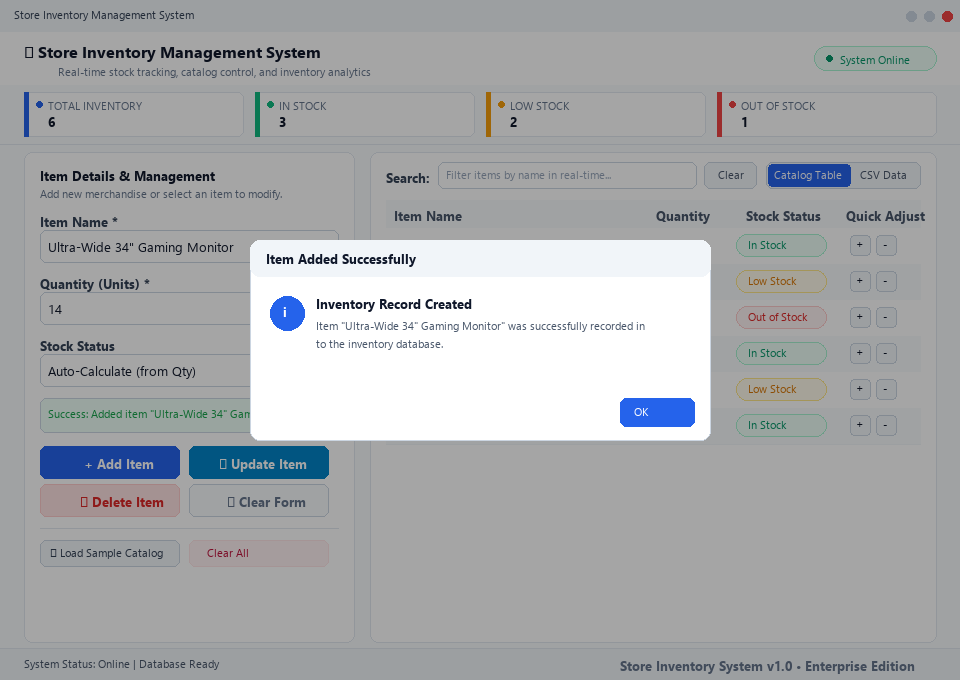 Store Inventory Management System
Store Inventory Management System
Real-time stock tracking, catalog control, and inventory analytics
System Online
TOTAL INVENTORY
6
IN STOCK
3
LOW STOCK
2
OUT OF STOCK
1
Item Details & Management
Add new merchandise or select an item to modify.
Item Name *
Ultra-Wide 34" Gaming Monitor
Quantity (Units) *
14
Stock Status
Auto-Calculate (from Qty)
Success: Added item "Ultra-Wide 34" Gam
+ Add Item
Update Item
Delete Item
Clear Form
Load Sample Catalog
Clear All
Search:
Filter items by name in real-time...
Clear
Catalog Table
CSV Data
Item Name Quantity Stock Status Quick Adjust
In Stock + -
Low Stock + -
Out of Stock + -
In Stock + -
Low Stock + -
In Stock + -
Item Added Successfully
i
Inventory Record Created
Item "Ultra-Wide 34" Gaming Monitor" was successfully recorded in
to the inventory database.
OK
System Status: Online | Database Ready
Store Inventory System v1.0 • Enterprise Edition